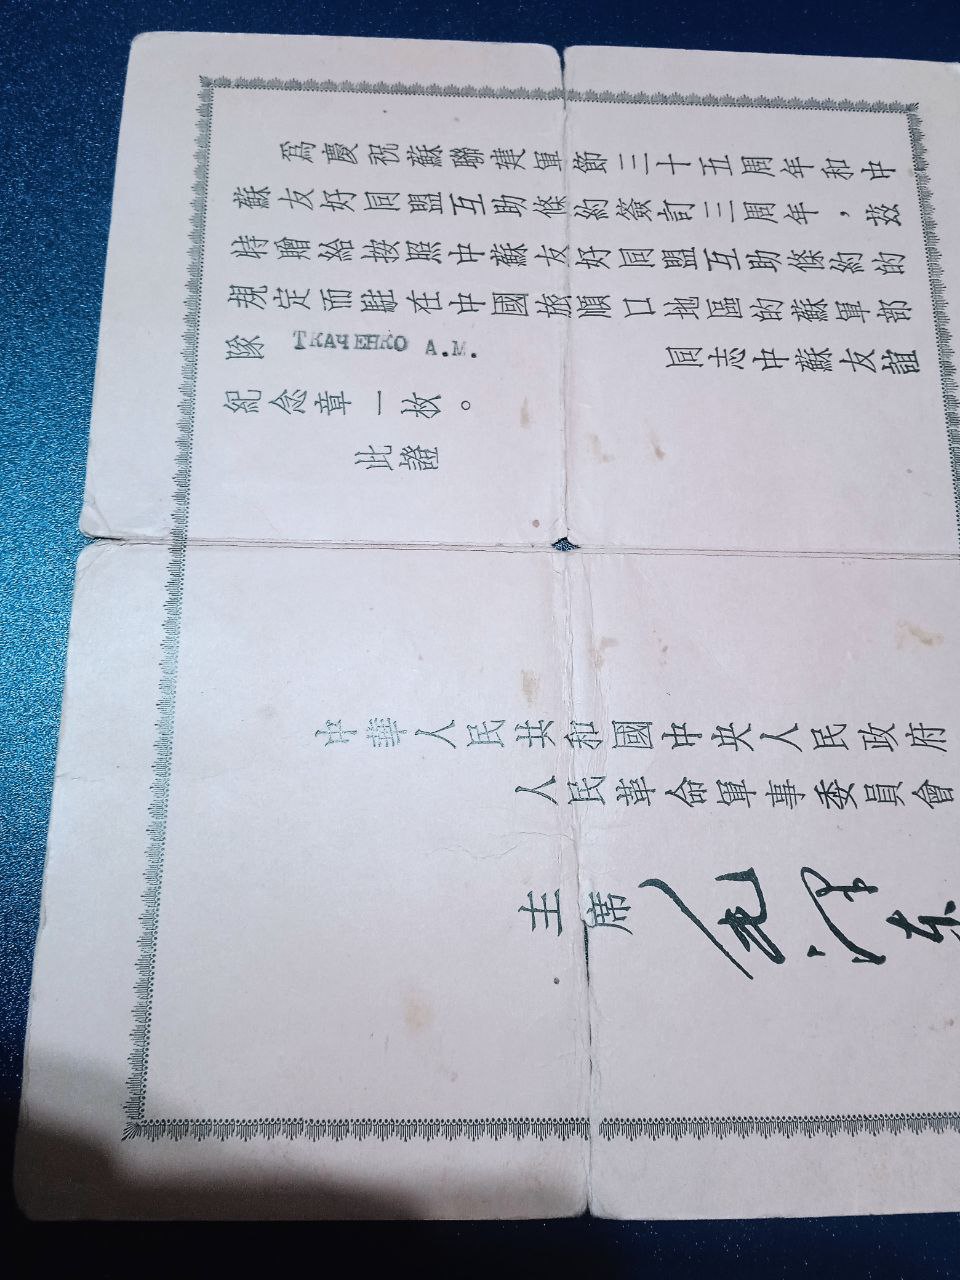 為慶祝蘇聯建軍節三十五周年和中
蘇友好同盟互助條約簽訂三周年，茲
特贈給按照中蘇友好同盟互助條約的
規定而駐在中國旅順口地區的蘇軍部
隊 ТКАЧЕНКО А.М. 同志中蘇友誼
紀念章一枚。
此證
中華人民共和國中央人民政府
人民革命軍事委員會
主席 毛澤东